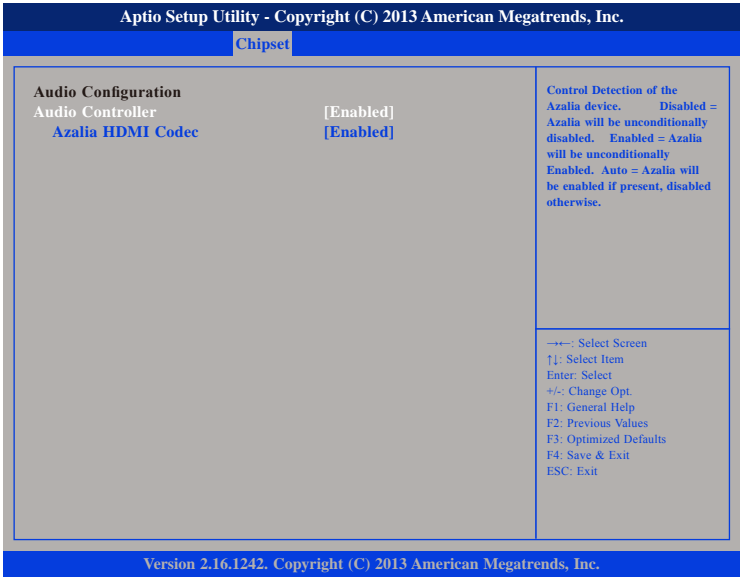 Aptio Setup Utility - Copyright (C) 2013 American Megatrends, Inc.
Chipset
Audio Configuration
Audio Controller [Enabled]
Azalia HDMI Codec [Enabled]
Control Detection of the
Azalia device. Disabled =
Azalia will be unconditionally
disabled. Enabled = Azalia
will be unconditionally
Enabled. Auto = Azalia will
be enabled if present, disabled
otherwise.
→←: Select Screen
↑↓: Select Item
Enter: Select
+/-: Change Opt.
F1: General Help
F2: Previous Values
F3: Optimized Defaults
F4: Save & Exit
ESC: Exit
Version 2.16.1242. Copyright (C) 2013 American Megatrends, Inc.